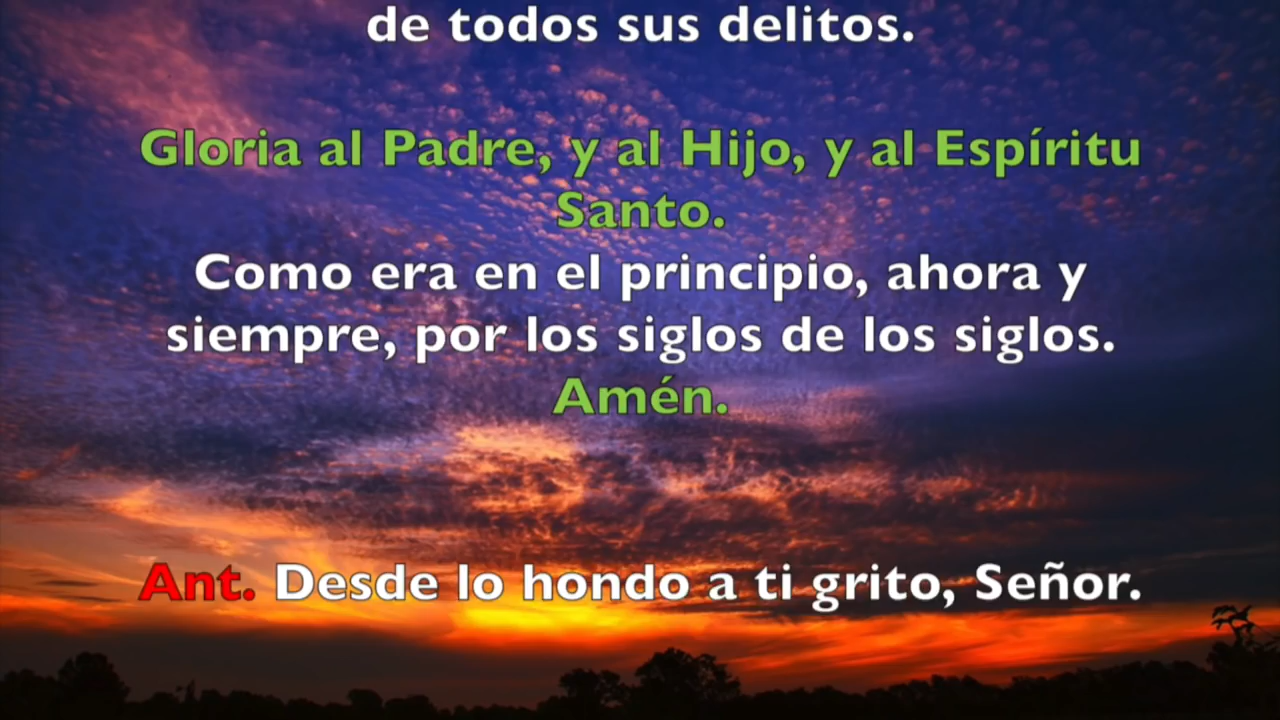 de todos sus delitos.
Gloria al Padre, y al Hijo, y al Espíritu
Santo.
Como era en el principio, ahora y
siempre, por los siglos de los siglos.
Amén.
Ant. Desde lo hondo a ti grito, Señor.